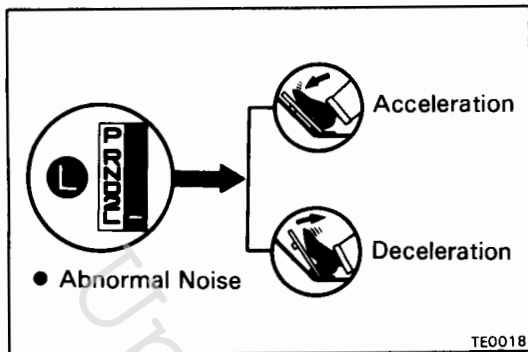 Acceleration
L
P
R
N
D
2
L
Deceleration
● Abnormal Noise
TE0018